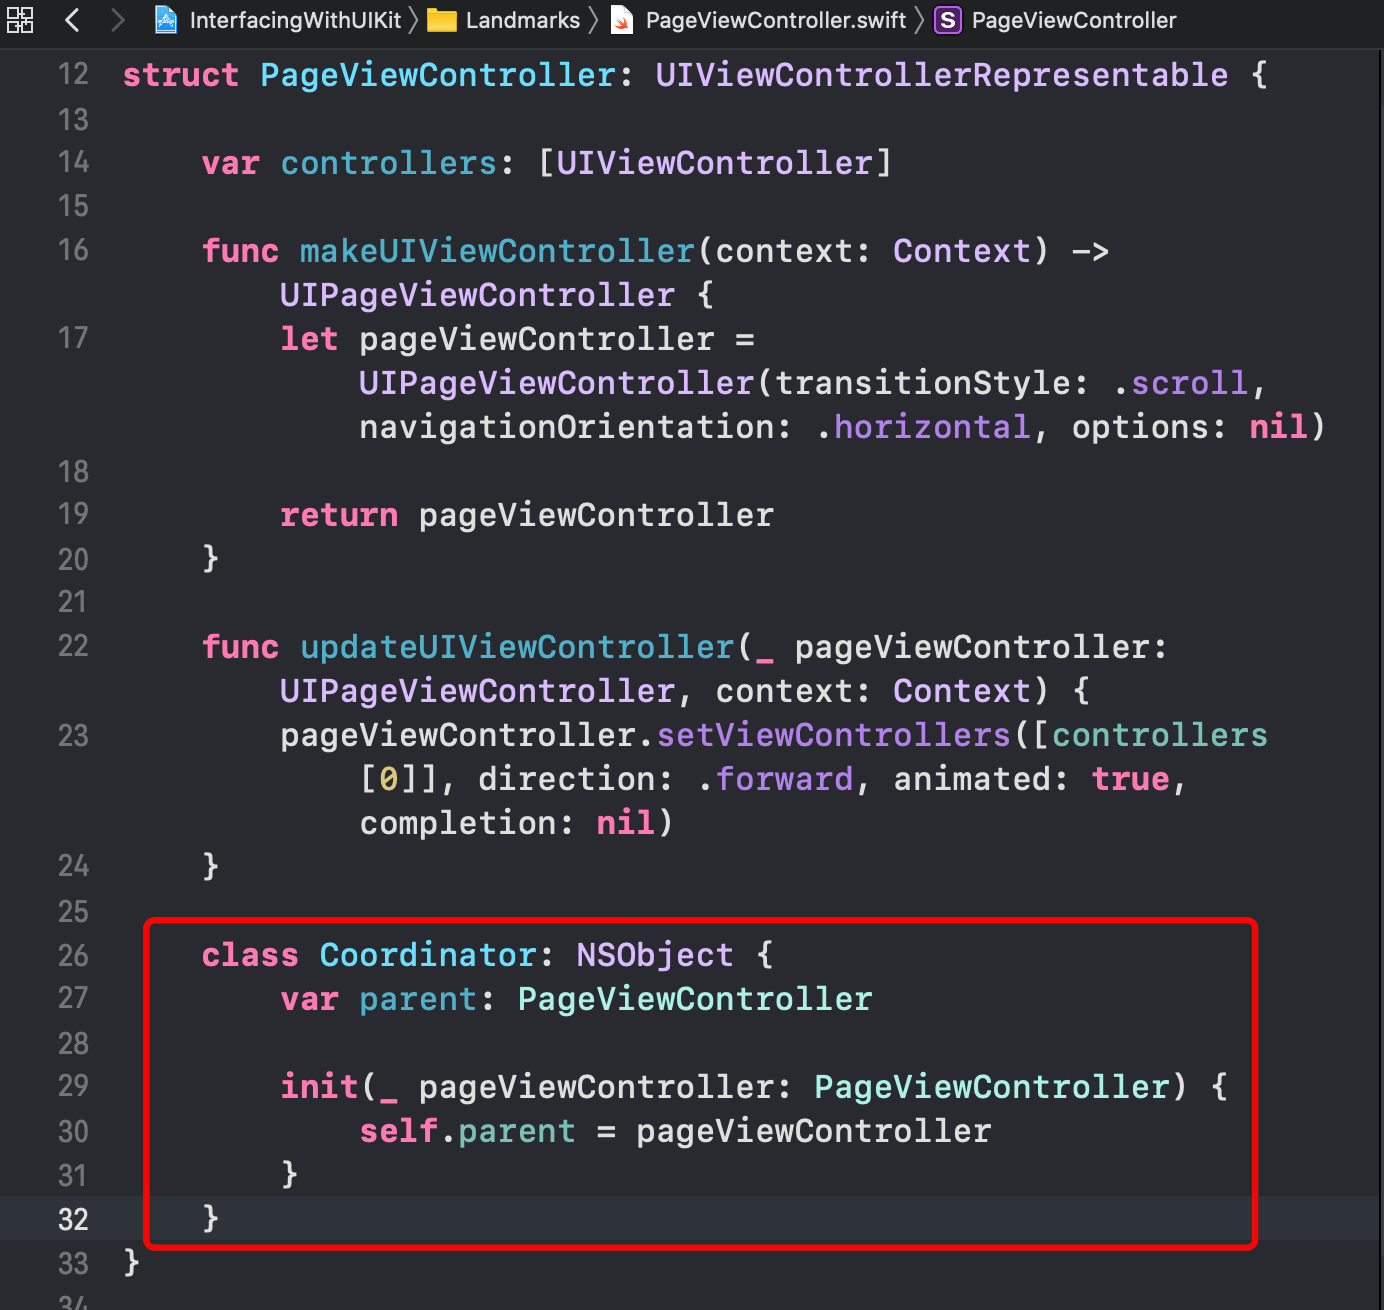 InterfacingWithUIKit Landmarks PageViewController.swift S PageViewController
12 struct PageViewController: UIViewControllerRepresentable {
13
14 var controllers: [UIViewController]
15
16 func makeUIViewController(context: Context) ->
UIPageViewController {
17 let pageViewController =
UIPageViewController(transitionStyle: .scroll,
navigationOrientation: .horizontal, options: nil)
18
19 return pageViewController
20 }
21
22 func updateUIViewController(_ pageViewController:
UIPageViewController, context: Context) {
23 pageViewController.setViewControllers([controllers
[0]], direction: .forward, animated: true,
completion: nil)
24 }
25
26 class Coordinator: NSObject {
27 var parent: PageViewController
28
29 init(_ pageViewController: PageViewController) {
30 self.parent = pageViewController
31 }
32 }
33 }
34